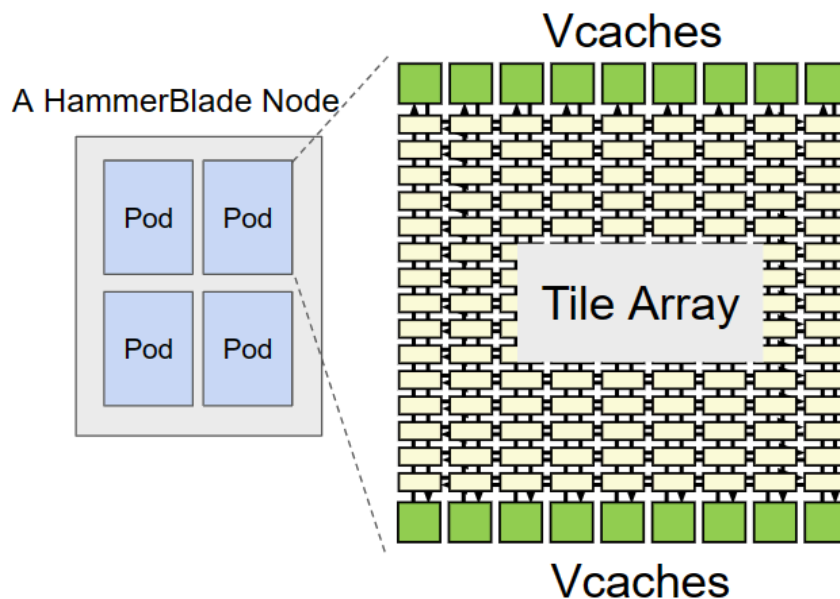 Vcaches
A HammerBlade Node
Pod
Pod
Tile Array
Pod
Pod
Vcaches